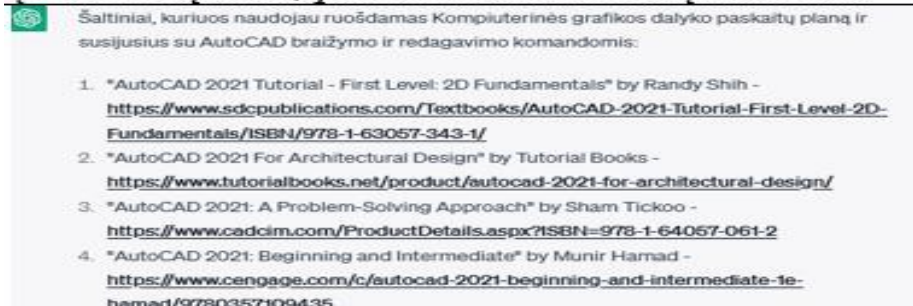 Šaltiniai, kuriuos naudojau ruošdamas Kompiuterinės grafikos dalyko paskaitų planą ir
susijusius su AutoCAD braižymo ir redagavimo komandomis:
1. "AutoCAD 2021 Tutorial - First Level: 2D Fundamentals" by Randy Shih -
https://www.sdcpublications.com/Textbooks/AutoCAD-2021-Tutorial-First-Level-2D-
Fundamentals/ISBN/978-1-63057-343-1/
2. "AutoCAD 2021 For Architectural Design" by Tutorial Books -
https://www.tutorialbooks.net/product/autocad-2021-for-architectural-design/
3. "AutoCAD 2021: A Problem-Solving Approach" by Sham Tickoo -
https://www.cadcim.com/ProductDetails.aspx?ISBN=978-1-64057-061-2
4. "AutoCAD 2021: Beginning and Intermediate" by Munir Hamad -
https://www.cengage.com/c/autocad-2021-beginning-and-intermediate-1e-
hamad/9780357109435